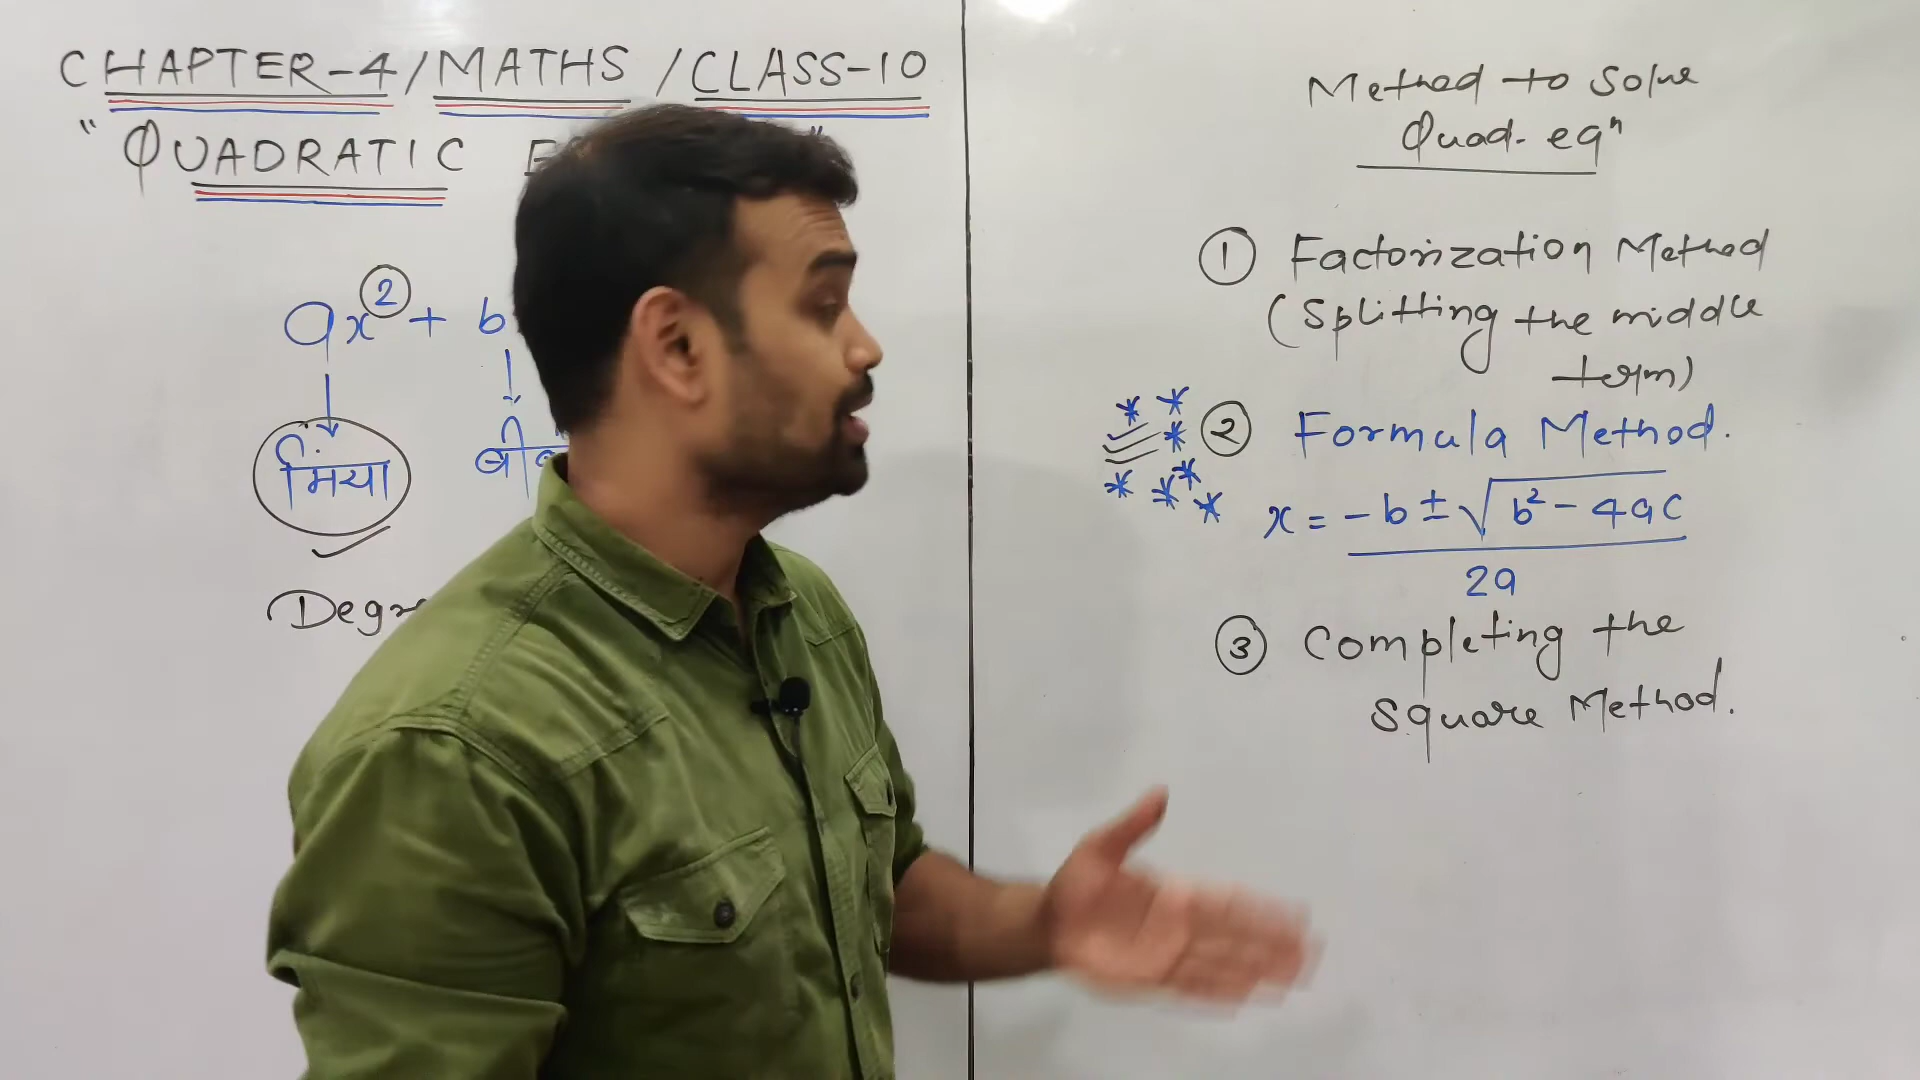 CHAPTER-4/MATHS/CLASS-10
"QUADRATIC
ax²+ b
मिंया
Method to Solve
Quad- eqⁿ
① Factorization Method
(Splitting the middle
term)
② Formula Method.
x = -b ± √b² - 4ac
2a
③ Completing the
square Method.